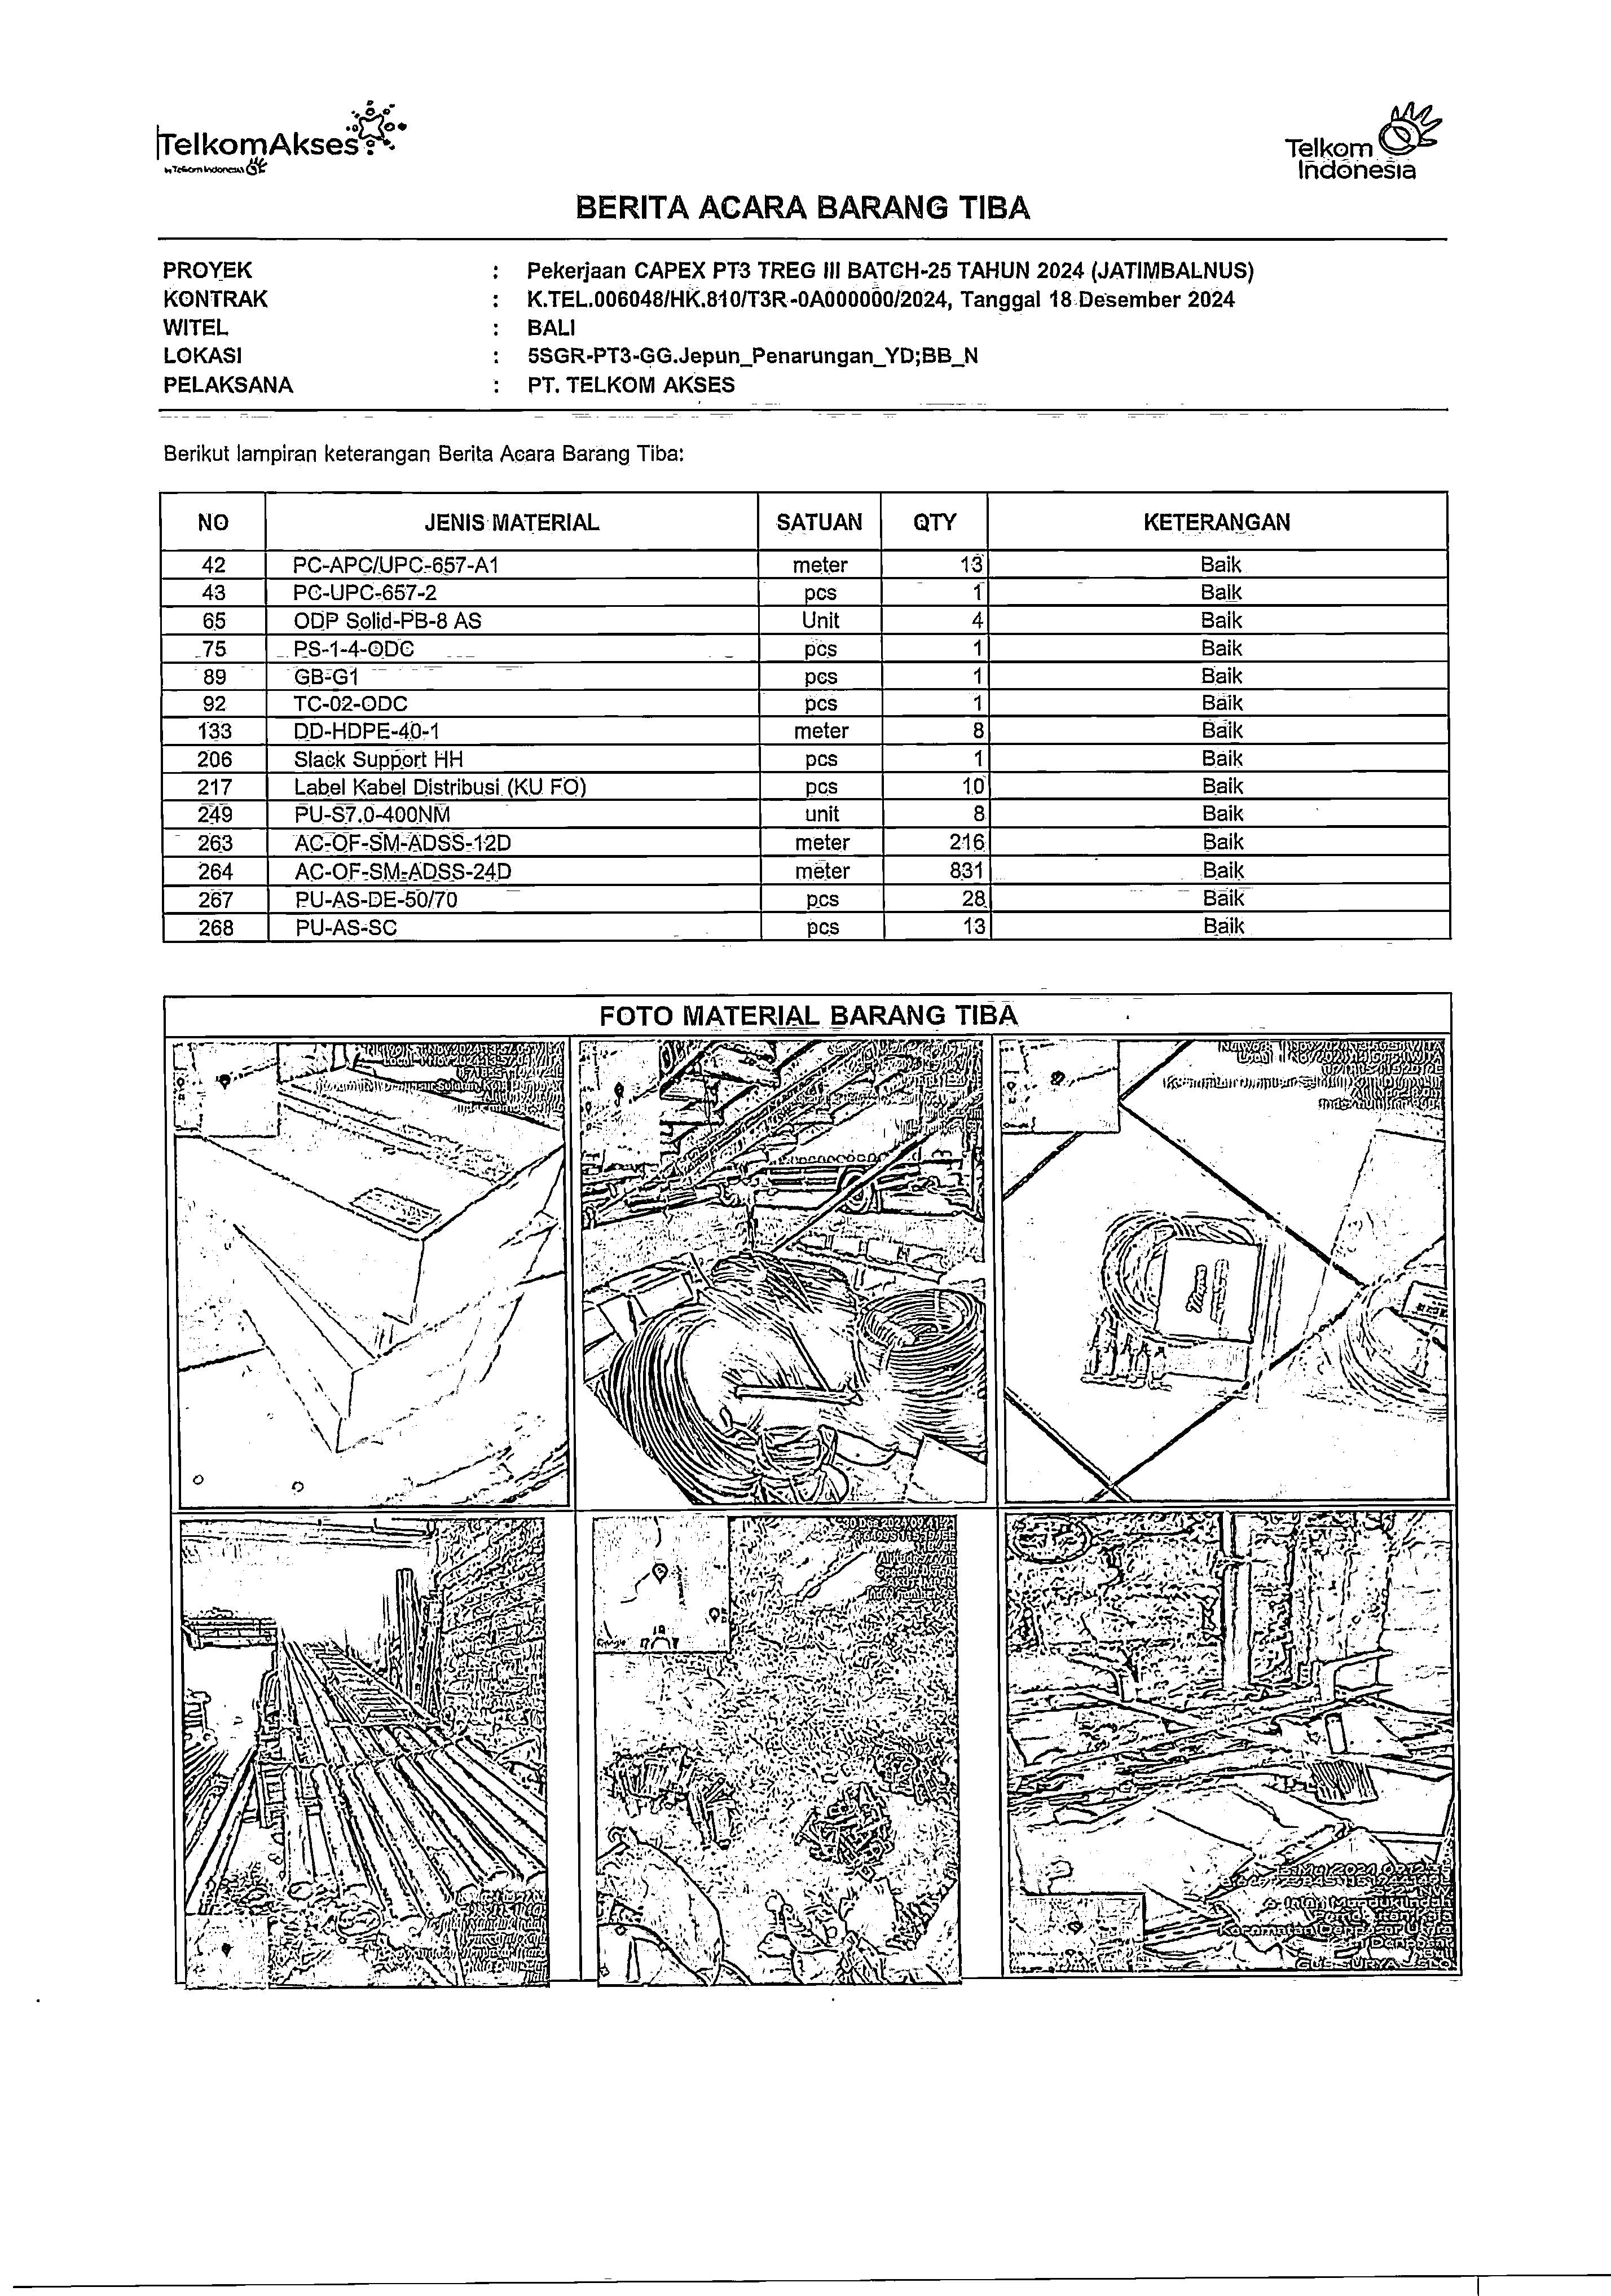 TelkomAkses
by Telkom Indonesia
Telkom
Indonesia
BERITA ACARA BARANG TIBA
PROYEK : Pekerjaan CAPEX PT3 TREG III BATCH-25 TAHUN 2024 (JATIMBALNUS)
KONTRAK : K.TEL.006048/HK.810/T3R-0A000000/2024, Tanggal 18 Desember 2024
WITEL : BALI
LOKASI : 5SGR-PT3-GG.Jepun_Penarungan_YD;BB_N
PELAKSANA : PT. TELKOM AKSES
Berikut lampiran keterangan Berita Acara Barang Tiba:
NO JENIS MATERIAL SATUAN QTY KETERANGAN
42 PC-APC/UPC-657-A1 meter 13 Baik
43 PC-UPC-657-2 pcs 1 Baik
65 ODP Solid-PB-8 AS Unit 4 Baik
75 PS-1-4-ODC pcs 1 Baik
89 GB-G1 pcs 1 Baik
92 TC-02-ODC pcs 1 Baik
133 DD-HDPE-40-1 meter 8 Baik
206 Slack Support HH pcs 1 Baik
217 Label Kabel Distribusi (KU FO) pcs 10 Baik
249 PU-S7.0-400NM unit 8 Baik
263 AC-OF-SM-ADSS-12D meter 216 Baik
264 AC-OF-SM-ADSS-24D meter 831 Baik
267 PU-AS-DE-50/70 pcs 28 Baik
268 PU-AS-SC pcs 13 Baik
FOTO MATERIAL BARANG TIBA